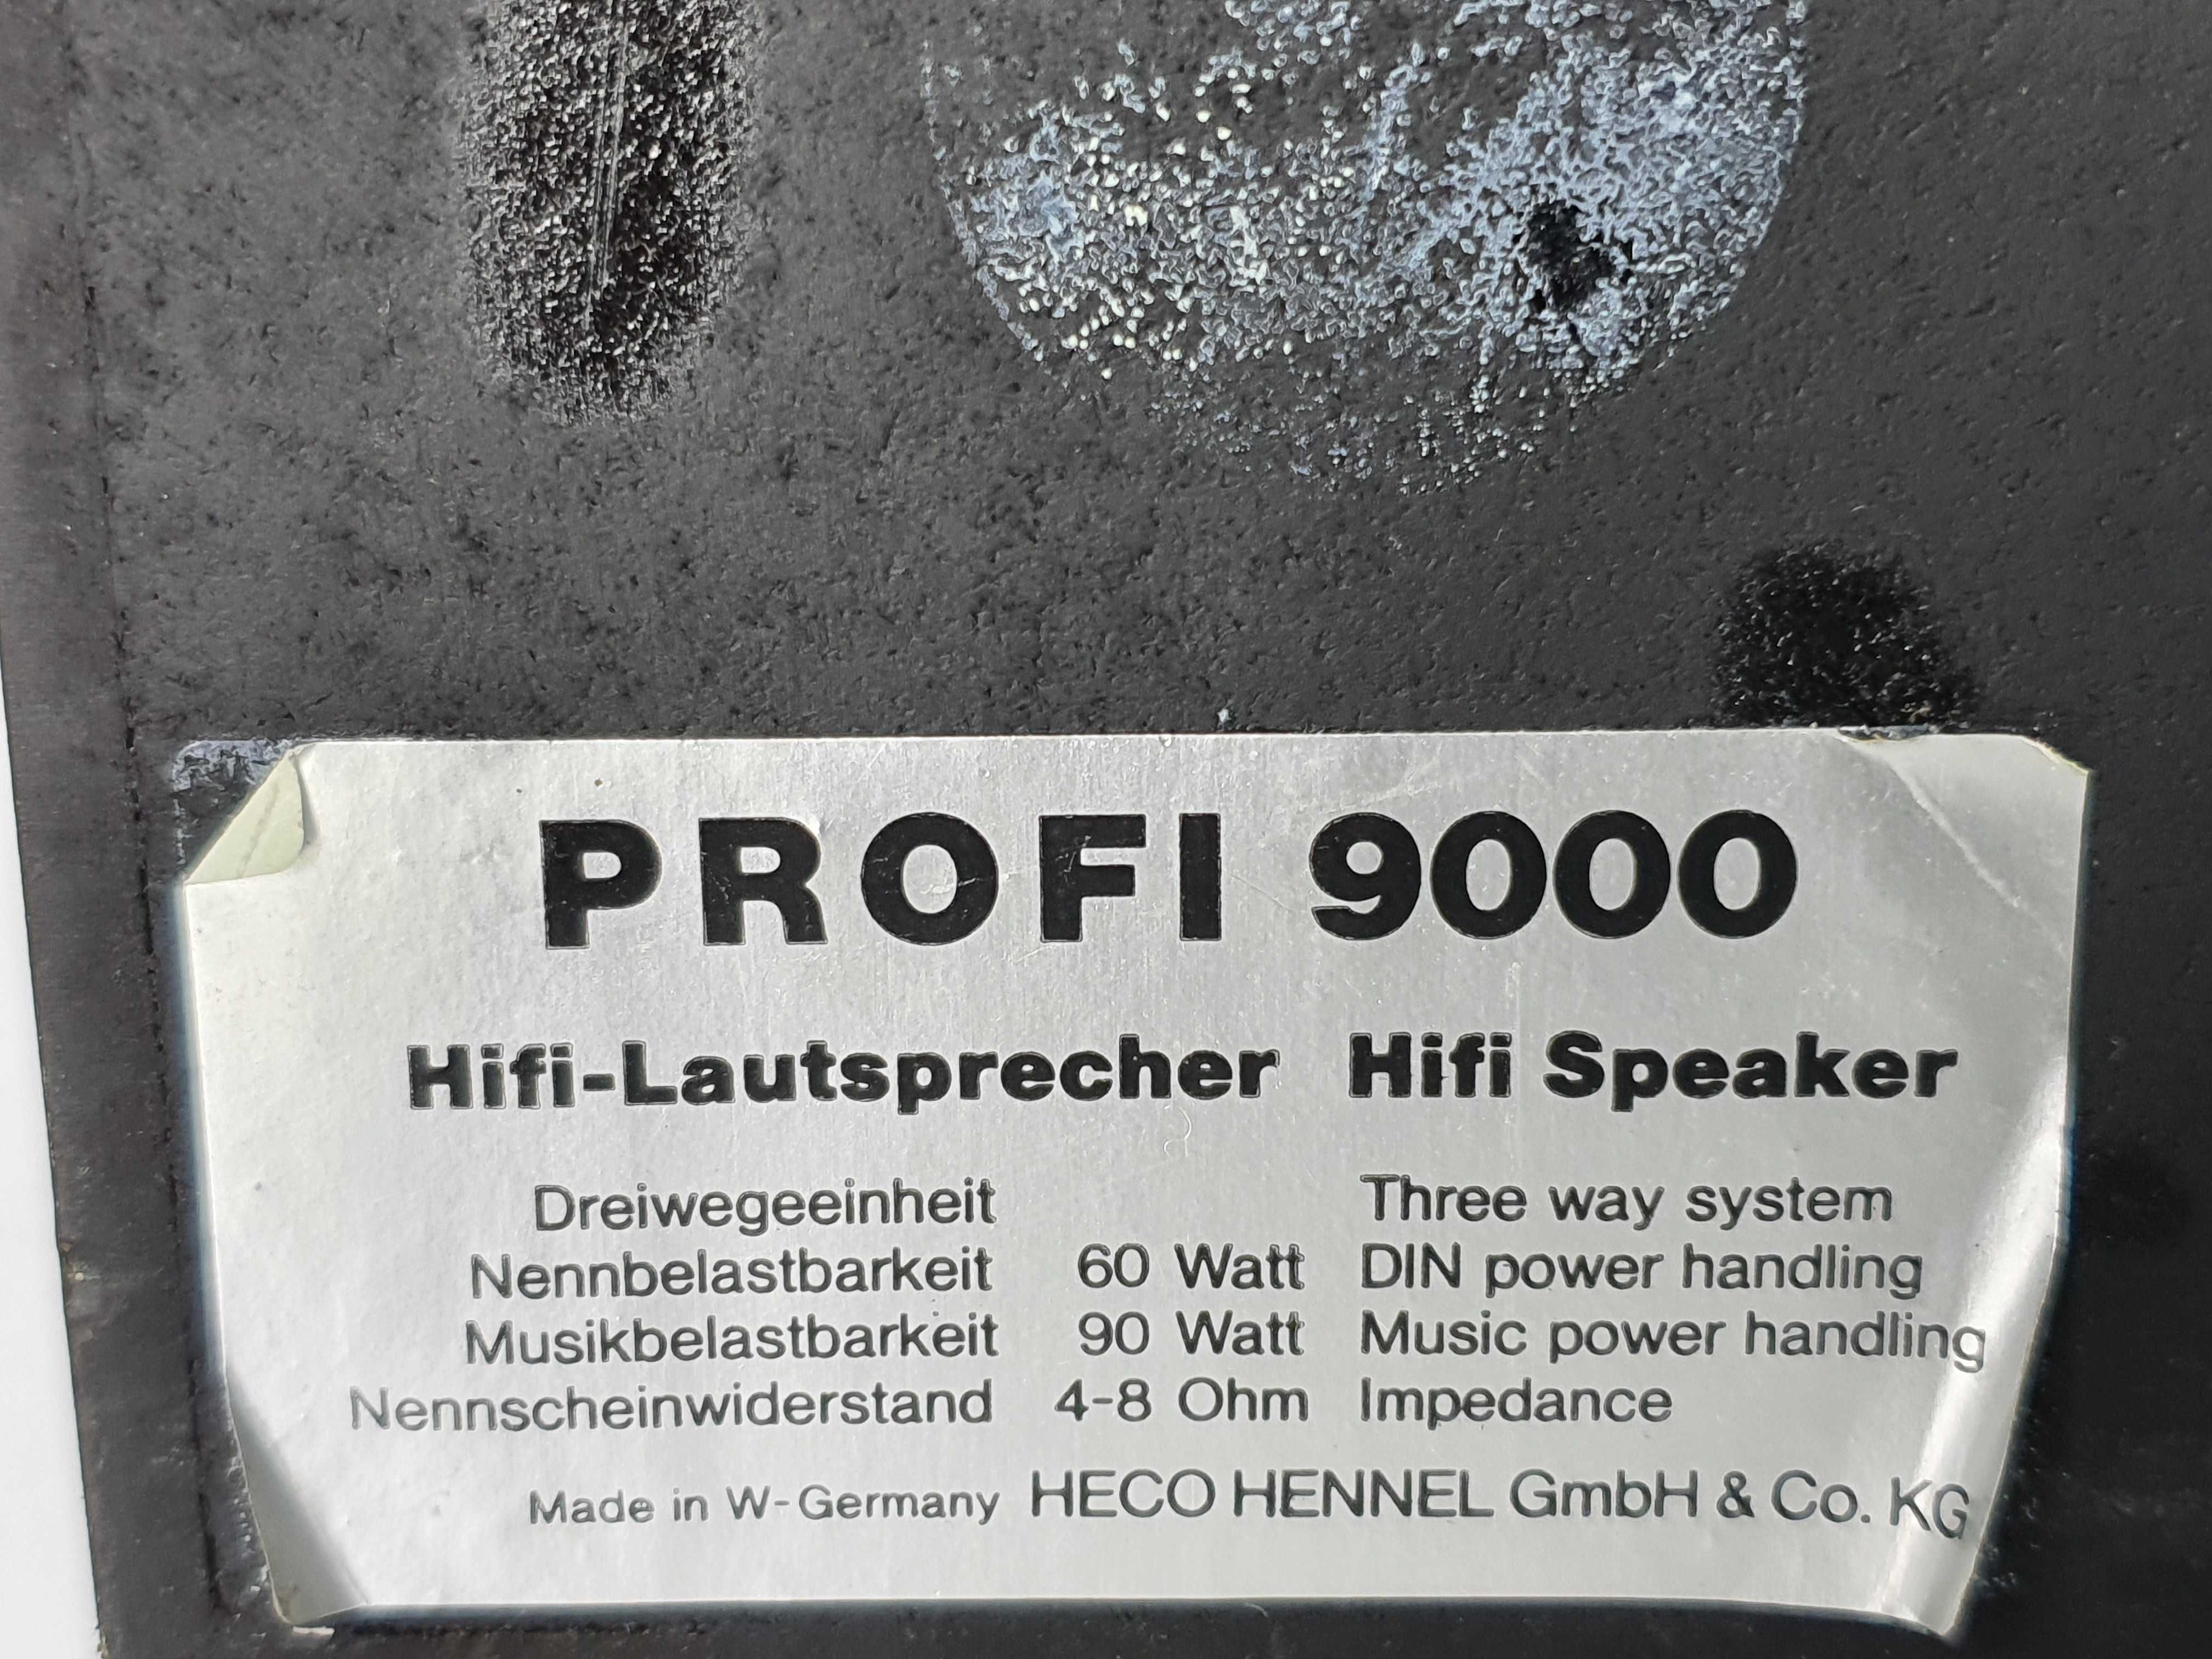 PROFI 9000
Hifi-Lautsprecher Hifi Speaker
Dreiwegeeinheit Three way system
Nennbelastbarkeit 60 Watt DIN power handling
Musikbelastbarkeit 90 Watt Music power handling
Nennscheinwiderstand 4-8 Ohm Impedance
Made in W-Germany HECO HENNEL GmbH & Co. KG